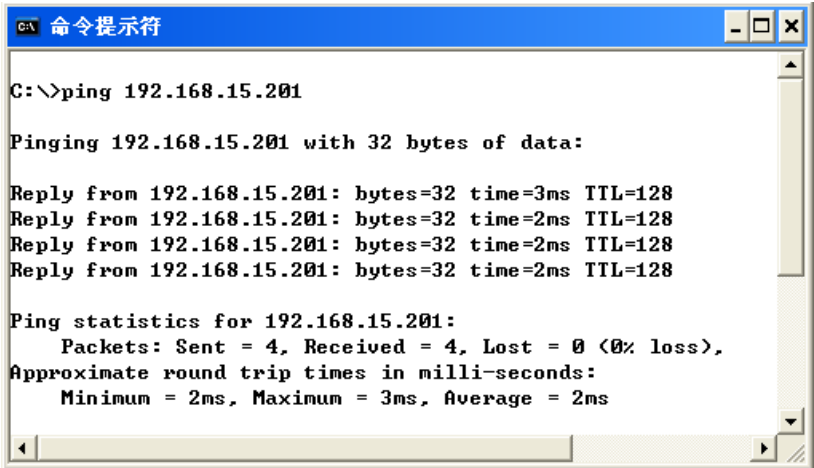 命令提示符
C:\>ping 192.168.15.201
Pinging 192.168.15.201 with 32 bytes of data:
Reply from 192.168.15.201: bytes=32 time=3ms TTL=128
Reply from 192.168.15.201: bytes=32 time=2ms TTL=128
Reply from 192.168.15.201: bytes=32 time=2ms TTL=128
Reply from 192.168.15.201: bytes=32 time=2ms TTL=128
Ping statistics for 192.168.15.201:
    Packets: Sent = 4, Received = 4, Lost = 0 (0% loss),
Approximate round trip times in milli-seconds:
    Minimum = 2ms, Maximum = 3ms, Average = 2ms